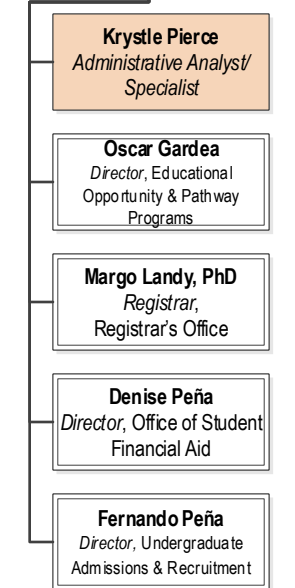 Krystle Pierce
Administrative Analyst/
Specialist
Oscar Gardea
Director, Educational
Opportunity & Pathway
Programs
Margo Landy, PhD
Registrar,
Registrar's Office
Denise Peña
Director, Office of Student
Financial Aid
Fernando Peña
Director, Undergraduate
Admissions & Recruitment